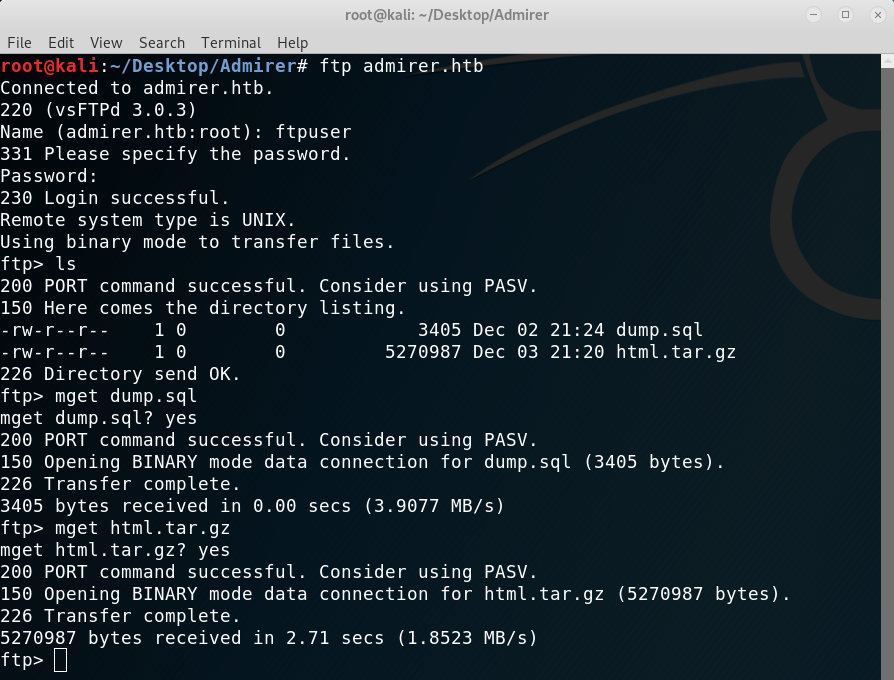 root@kali: ~/Desktop/Admirer
File Edit View Search Terminal Help
root@kali:~/Desktop/Admirer# ftp admirer.htb
Connected to admirer.htb.
220 (vsFTPd 3.0.3)
Name (admirer.htb:root): ftpuser
331 Please specify the password.
Password:
230 Login successful.
Remote system type is UNIX.
Using binary mode to transfer files.
ftp> ls
200 PORT command successful. Consider using PASV.
150 Here comes the directory listing.
-rw-r--r--    1 0        0            3405 Dec 02 21:24 dump.sql
-rw-r--r--    1 0        0         5270987 Dec 03 21:20 html.tar.gz
226 Directory send OK.
ftp> mget dump.sql
mget dump.sql? yes
200 PORT command successful. Consider using PASV.
150 Opening BINARY mode data connection for dump.sql (3405 bytes).
226 Transfer complete.
3405 bytes received in 0.00 secs (3.9077 MB/s)
ftp> mget html.tar.gz
mget html.tar.gz? yes
200 PORT command successful. Consider using PASV.
150 Opening BINARY mode data connection for html.tar.gz (5270987 bytes).
226 Transfer complete.
5270987 bytes received in 2.71 secs (1.8523 MB/s)
ftp>